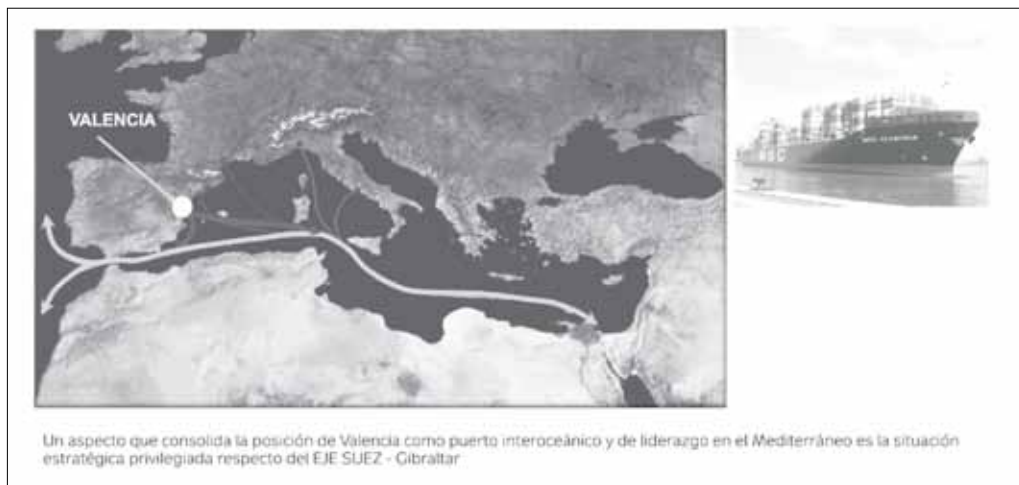 VALENCIA
Un aspecto que consolida la posición de Valencia como puerto interoceánico y de liderazgo en el Mediterráneo es la situación
estratégica privilegiada respecto del EJE SUEZ - Gibraltar